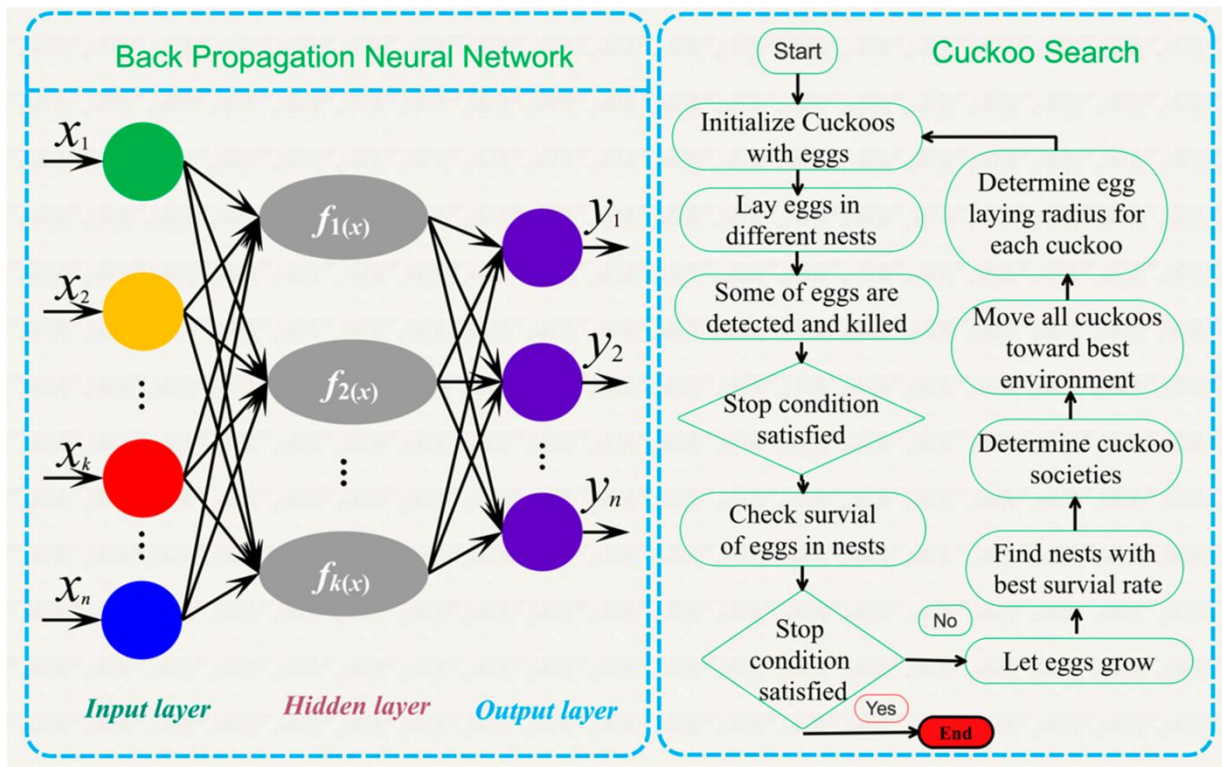 Back Propagation Neural Network
x1
x2
⋮
xk
⋮
xn
f1(x)
f2(x)
⋮
fk(x)
y1
y2
⋮
yn
Input layer
Hidden layer
Output layer
Cuckoo Search
Start
Initialize Cuckoos
with eggs
Lay eggs in
different nests
Some of eggs are
detected and killed
Stop condition
satisfied
Check survial
of eggs in nests
Stop
condition
satisfied
Yes
End
No
Let eggs grow
Find nests with
best survial rate
Determine cuckoo
societies
Move all cuckoos
toward best
environment
Determine egg
laying radius for
each cuckoo